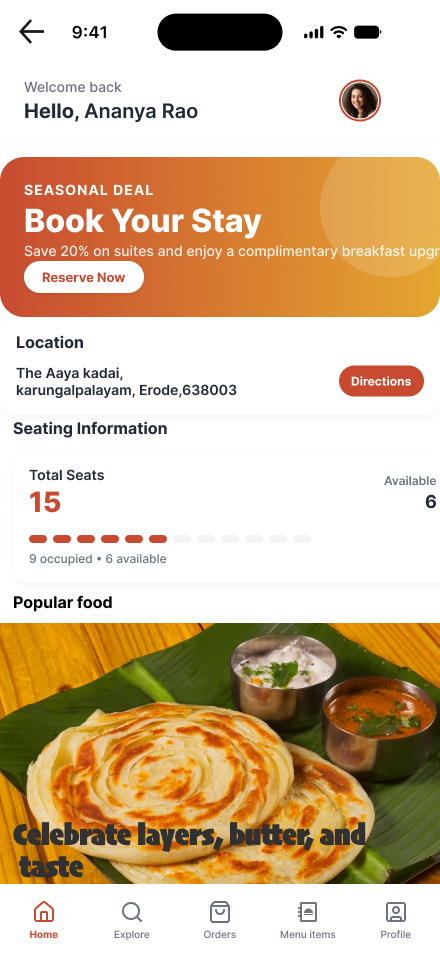 9:41
Welcome back
Hello, Ananya Rao
SEASONAL DEAL
Book Your Stay
Save 20% on suites and enjoy a complimentary breakfast upgr
Reserve Now
Location
The Aaya kadai,
karungalpalayam, Erode,638003
Directions
Seating Information
Total Seats
15
Available
6
9 occupied • 6 available
Popular food
Celebrate layers, butter, and
taste
Home
Explore
Orders
Menu items
Profile